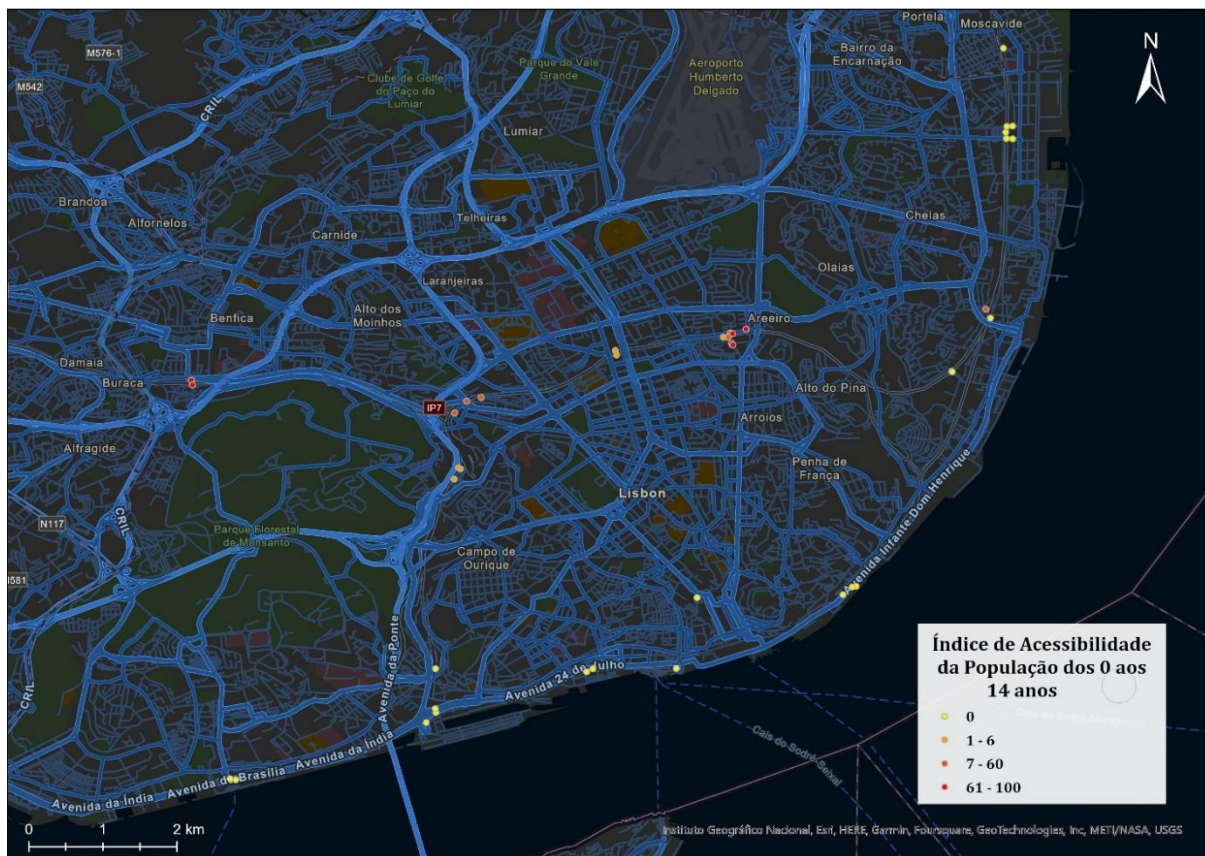 Portela
Moscavide
M576-1
Bairro da
Encarnação
N
M542
Clube de Golfe
do Paço do
Lumiar
Parque do Vale
Grande
Aeroporto
Humberto
Delgado
CRIL
Lumiar
Brandoa
Alfornelos
Carnide
Telheiras
Chelas
Laranjeiras
Olaias
Benfica
Alto dos
Moinhos
Areeiro
Damaia
Buraca
IP7
Alto do Pina
Arroios
Alfragide
Penha de
França
Lisbon
N117
CRIL
Parque Florestal
de Monsanto
Campo de
Ourique
Avenida Infante Dom Henrique
Avenida da Ponte
Avenida 24 de Julho
CRIL
Avenida da Índia
Avenida de Brasília
Avenida da Índia
Cais do Sodré-Seixal
Índice de Acessibilidade
da População dos 0 aos
14 anos
0
1 - 6
7 - 60
61 - 100
0 1 2 km
Instituto Geográfico Nacional, Esri, HERE, Garmin, Foursquare, GeoTechnologies, Inc, METI/NASA, USGS